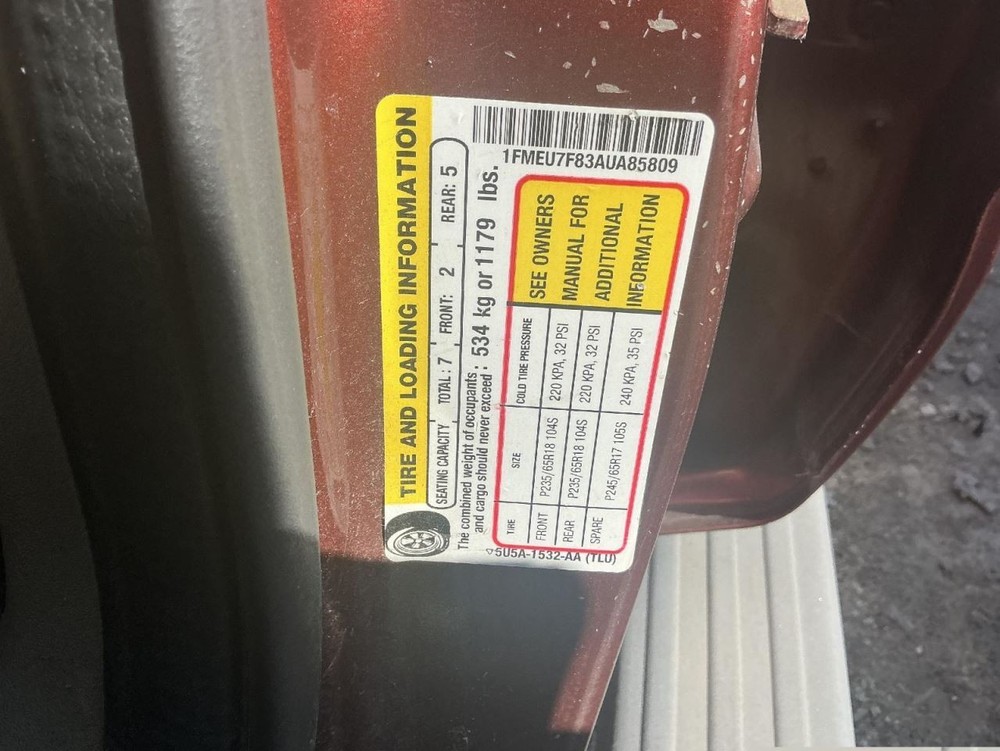 TIRE AND LOADING INFORMATION
SEATING CAPACITY TOTAL: 7 FRONT: 2 REAR: 5
The combined weight of occupants and cargo should never exceed : 534 kg or 1179 lbs.
1FMEU7F83AUA85809
TIRE SIZE COLD TIRE PRESSURE
FRONT P235/65R18 104S 220 KPA, 32 PSI
REAR P235/65R18 104S 220 KPA, 32 PSI
SPARE P245/65R17 105S 240 KPA, 35 PSI
SEE OWNERS
MANUAL FOR
ADDITIONAL
INFORMATION
5U5A-1532-AA (TLU)